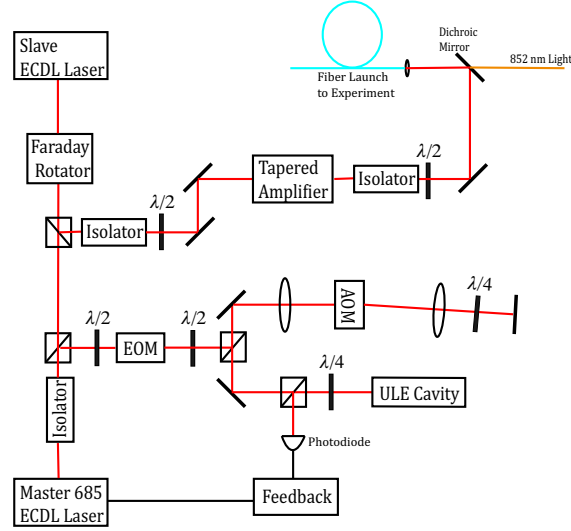 Slave
ECDL Laser
Dichroic
Mirror
852 nm Light
Fiber Launch
to Experiment
Faraday
Rotator
Tapered
Amplifier
Isolator
λ/2
λ/2
Isolator
λ/4
AOM
λ/2
EOM
λ/2
λ/4
ULE Cavity
Isolator
Photodiode
Master 685
ECDL Laser
Feedback